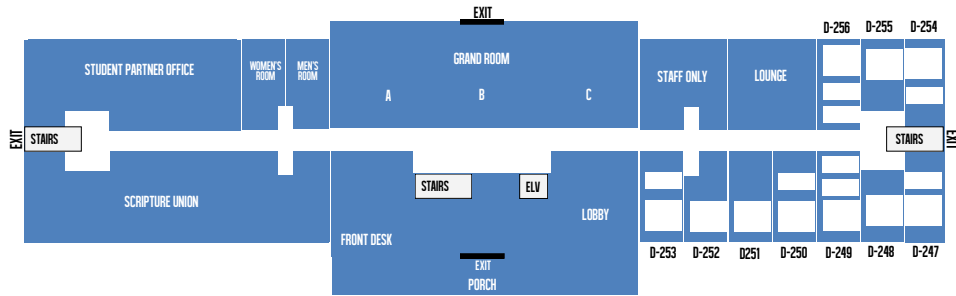 EXIT
D-256
D-255
D-254
STUDENT PARTNER OFFICE
WOMEN'S
ROOM
MEN'S
ROOM
GRAND ROOM
STAFF ONLY
LOUNGE
A
B
C
EXIT
STAIRS
STAIRS
EXIT
STAIRS
ELV
SCRIPTURE UNION
LOBBY
FRONT DESK
D-253
D-252
D251
D-250
D-249
D-248
D-247
EXIT
PORCH